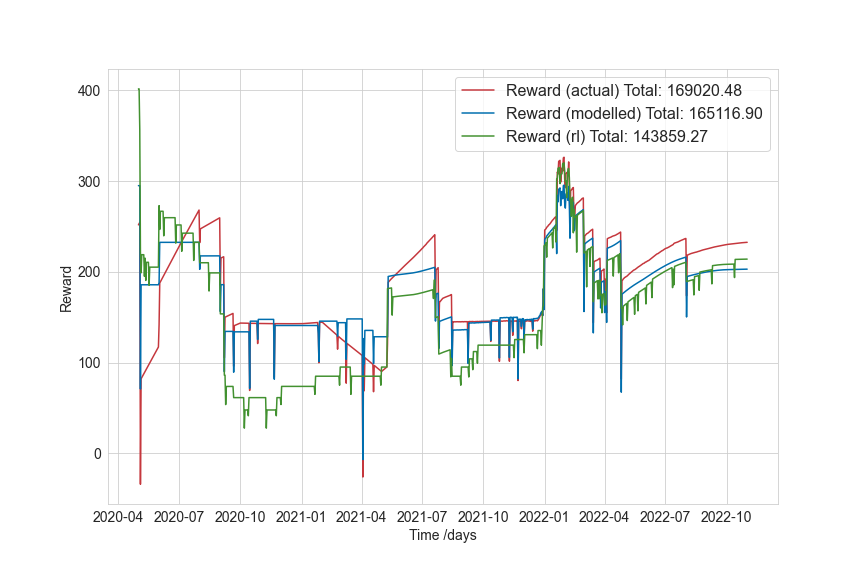 Reward (actual) Total: 169020.48
Reward (modelled) Total: 165116.90
Reward (rl) Total: 143859.27
400
300
200
100
0
Reward
2020-04 2020-07 2020-10 2021-01 2021-04 2021-07 2021-10 2022-01 2022-04 2022-07 2022-10
Time /days